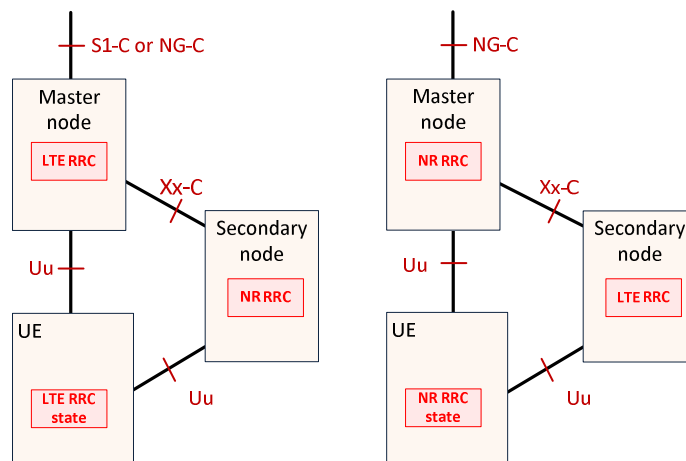 S1-C or NG-C
Master
node
LTE RRC
Xx-C
Secondary
node
NR RRC
Uu
UE
LTE RRC
state
Uu
NG-C
Master
node
NR RRC
Xx-C
Secondary
node
LTE RRC
Uu
UE
NR RRC
state
Uu